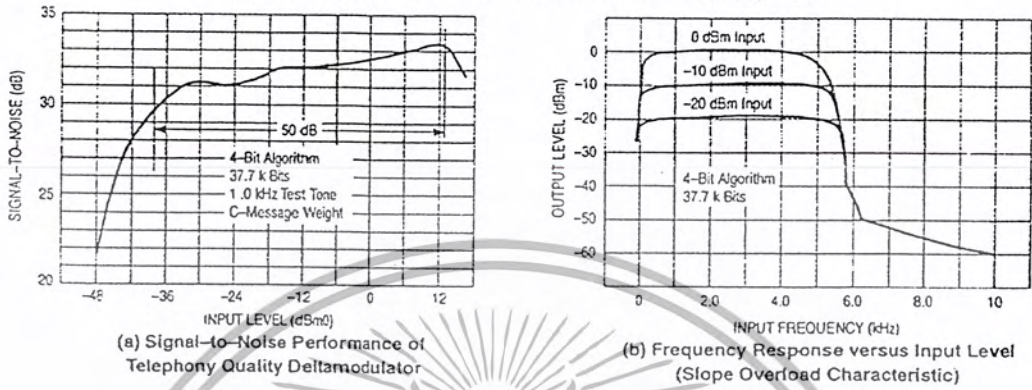 SIGNAL–TO–NOISE (dB)
35
30
25
20
50 dB
4–Bit Algorithm
37.7 k Bits
1.0 kHz Test Tone
C–Message Weight
–48 –36 –24 –12 0 12
INPUT LEVEL (dBm0)
(a) Signal–to–Noise Performance of
Telephony Quality Deltamodulator
OUTPUT LEVEL (dBm)
0
–10
–20
–30
–40
–50
–60
0 dBm Input
–10 dBm Input
–20 dBm Input
4–Bit Algorithm
37.7 k Bits
0 2.0 4.0 6.0 8.0 10
INPUT FREQUENCY (kHz)
(b) Frequency Response versus Input Level
(Slope Overload Characteristic)